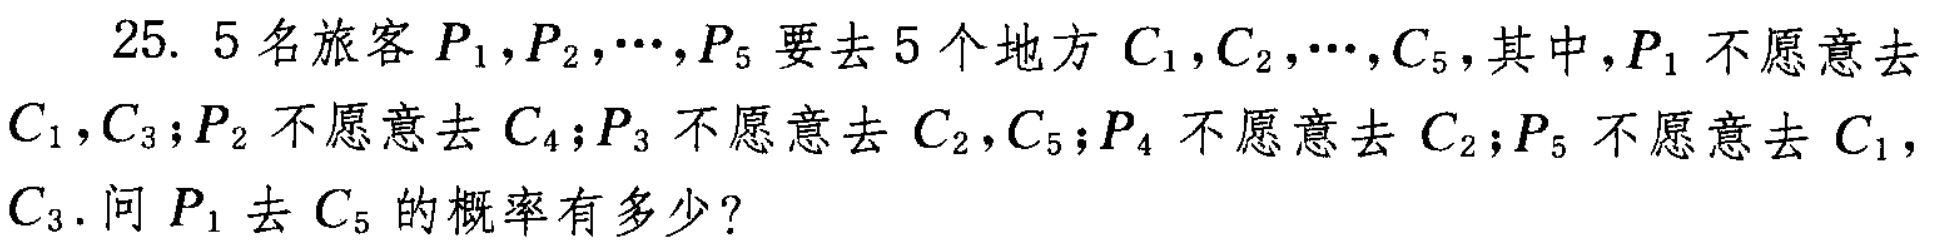 25. 5 名旅客 P₁,P₂,⋯,P₅ 要去 5 个地方 C₁,C₂,⋯,C₅,其中,P₁ 不愿意去
C₁,C₃;P₂ 不愿意去 C₄;P₃ 不愿意去 C₂,C₅;P₄ 不愿意去 C₂;P₅ 不愿意去 C₁,
C₃. 问 P₁ 去 C₅ 的概率有多少?